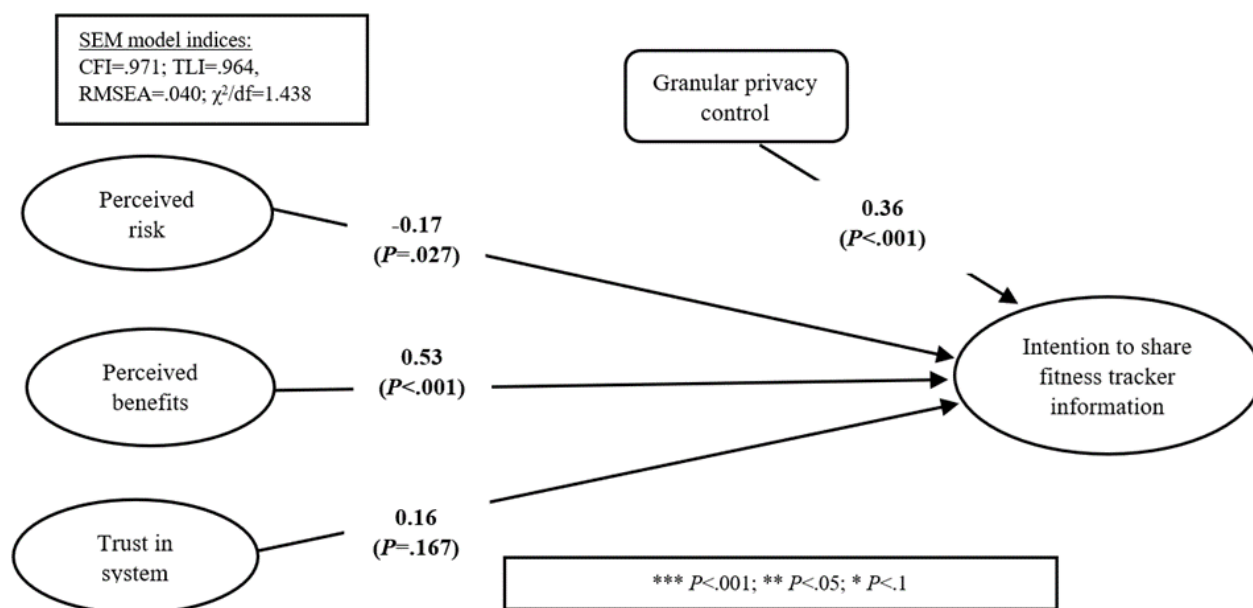 SEM model indices:
CFI=.971; TLI=.964,
RMSEA=.040; χ²/df=1.438
Granular privacy
control
Perceived
risk
-0.17
(P=.027)
0.36
(P<.001)
Perceived
benefits
0.53
(P<.001)
Intention to share
fitness tracker
information
Trust in
system
0.16
(P=.167)
*** P<.001; ** P<.05; * P<.1